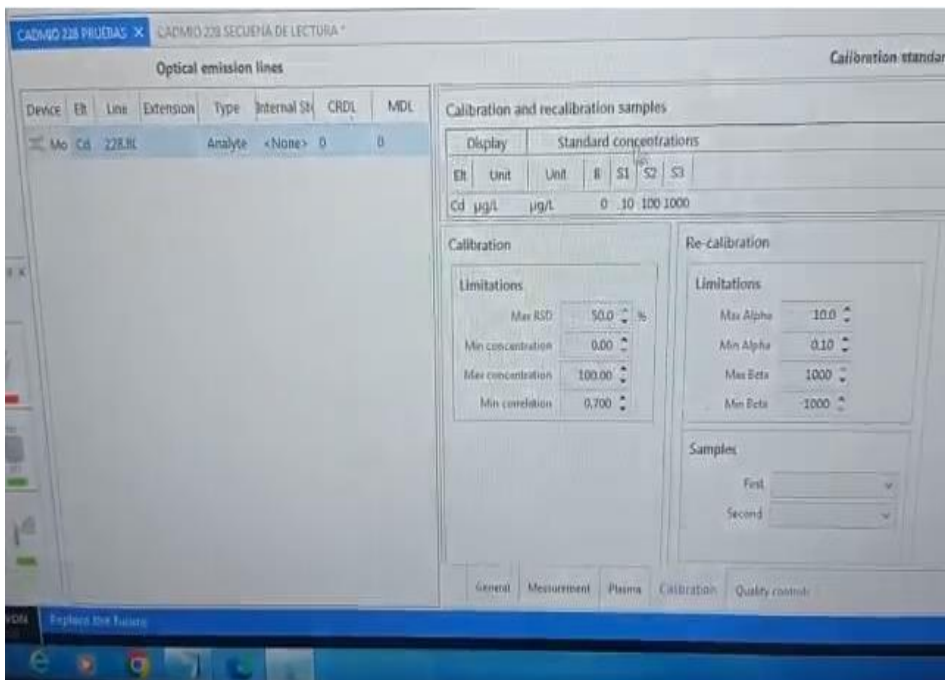 CADMIO 228 PRUEBAS X CADMIO 228 SECUENIA DE LECTURA *
Optical emission lines
Calibration standar
Device Elt Line Extension Type Internal St CRDL MDL
Mo Cd 228.80 Analyte <None> 0 0
Calibration and recalibration samples
Display Standard concentrations
Elt Unit Unit B S1 S2 S3
Cd µg/L µg/L 0 10 100 1000
Calibration
Limitations
Max RSD 50.0 %
Min concentration 0.00
Max concentration 100.00
Min correlation 0.700
Re-calibration
Limitations
Max Alpha 10.0
Min Alpha 0.10
Max Beta 1000
Min Beta -1000
Samples
First
Second
General Measurement Plasma Calibration Quality controls
Explore the future